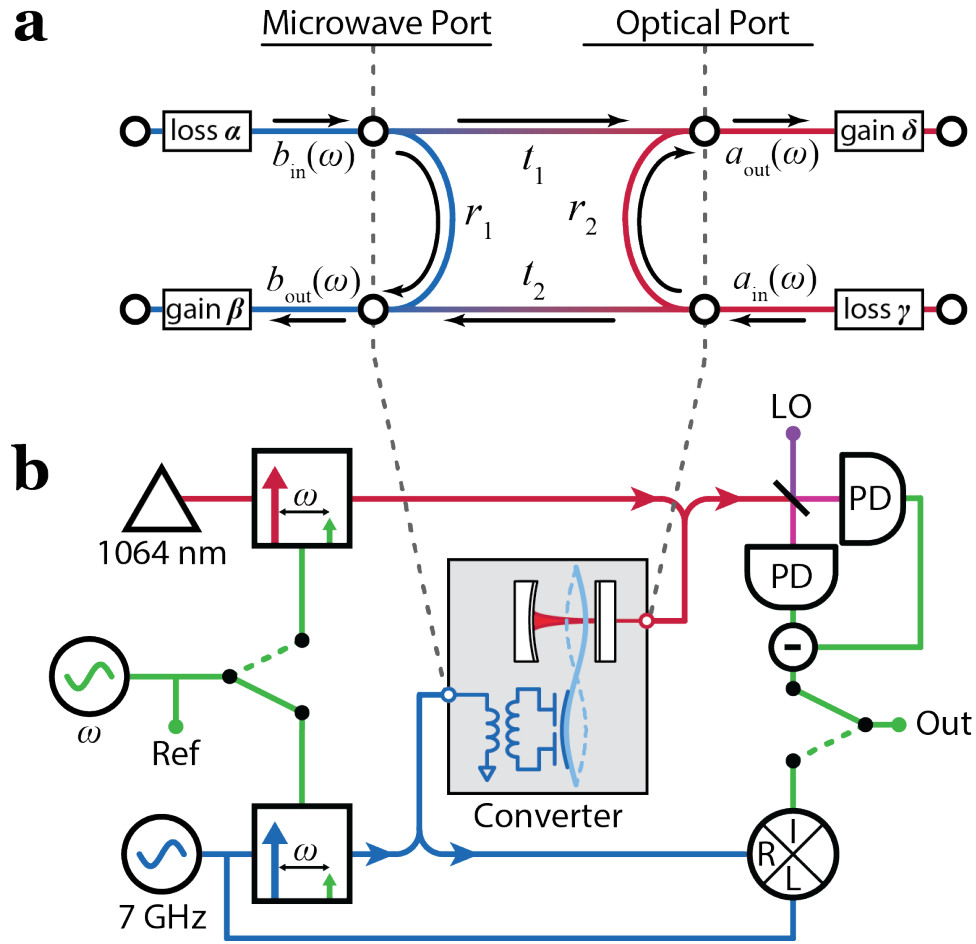 a
Microwave Port
Optical Port
loss α
b_in(ω)
t_1
a_out(ω)
gain δ
r_1
r_2
gain β
b_out(ω)
t_2
a_in(ω)
loss γ
b
LO
ω
PD
1064 nm
PD
-
ω
Ref
Out
Converter
ω
R
I
L
7 GHz